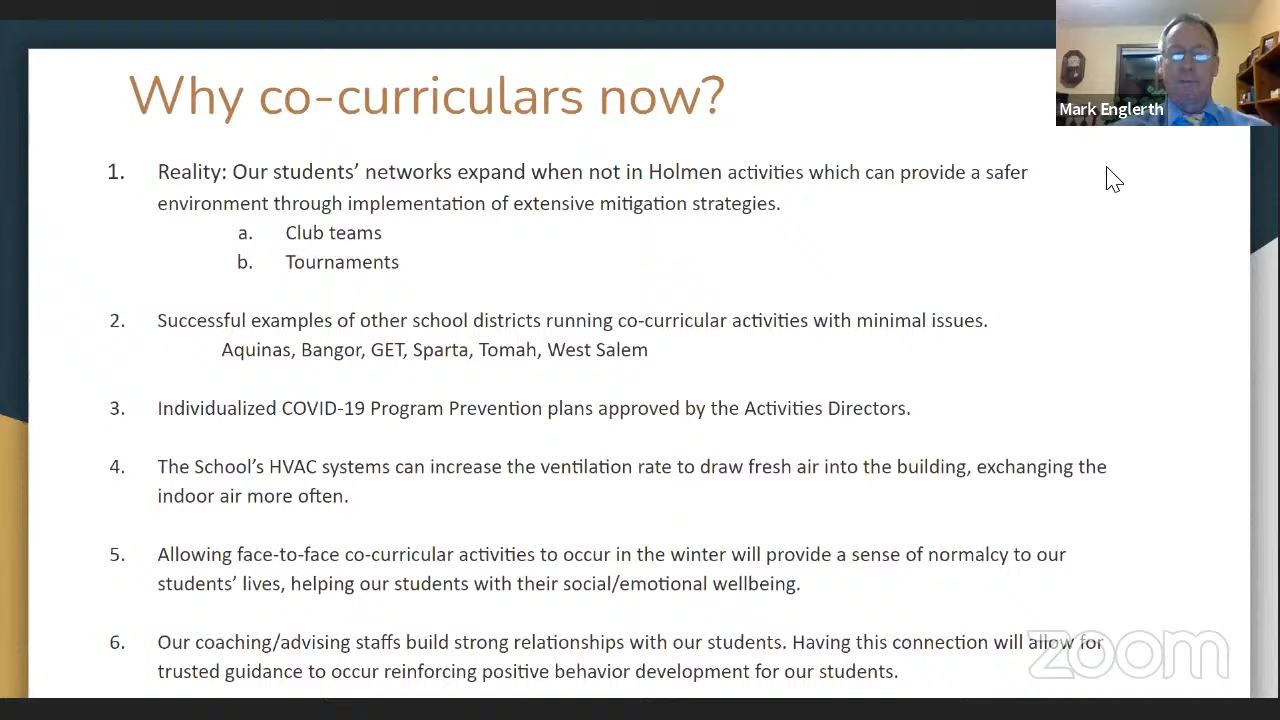 Why co-curriculars now?
Mark Englerth
1. Reality: Our students’ networks expand when not in Holmen activities which can provide a safer
environment through implementation of extensive mitigation strategies.
a. Club teams
b. Tournaments
2. Successful examples of other school districts running co-curricular activities with minimal issues.
Aquinas, Bangor, GET, Sparta, Tomah, West Salem
3. Individualized COVID-19 Program Prevention plans approved by the Activities Directors.
4. The School’s HVAC systems can increase the ventilation rate to draw fresh air into the building, exchanging the
indoor air more often.
5. Allowing face-to-face co-curricular activities to occur in the winter will provide a sense of normalcy to our
students’ lives, helping our students with their social/emotional wellbeing.
6. Our coaching/advising staffs build strong relationships with our students. Having this connection will allow for
trusted guidance to occur reinforcing positive behavior development for our students.
zoom